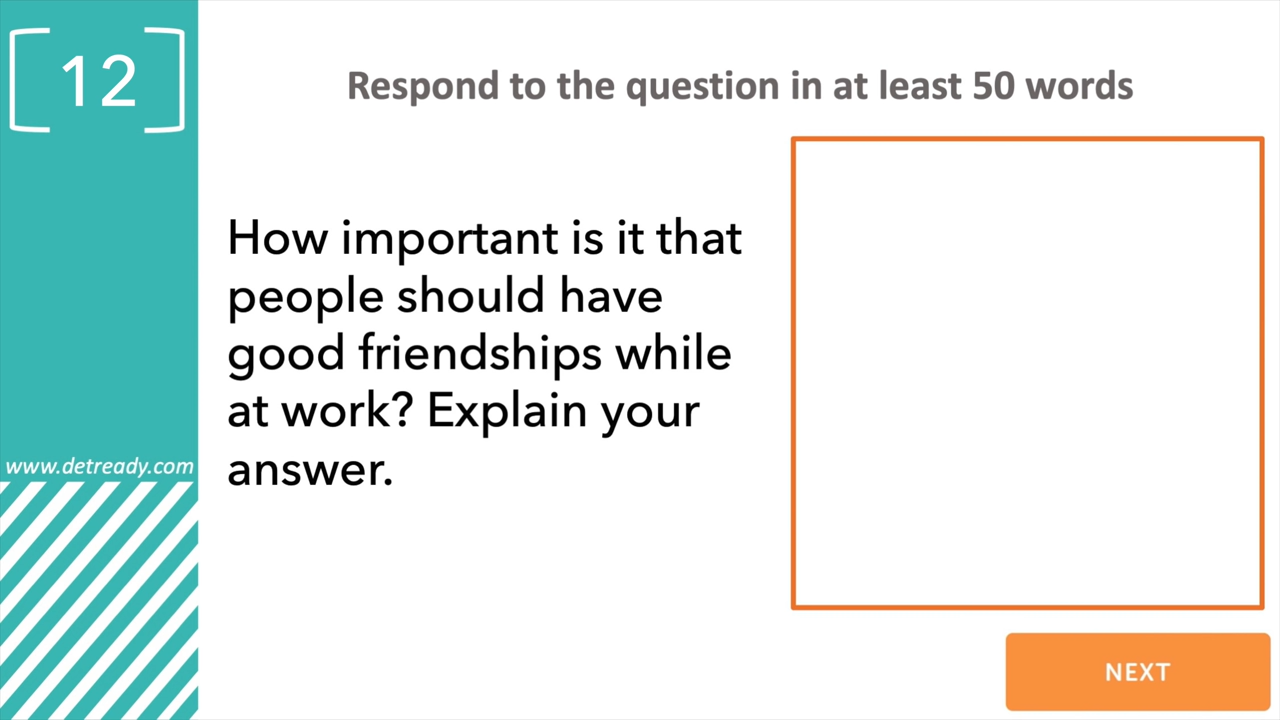 [12]
Respond to the question in at least 50 words
How important is it that
people should have
good friendships while
at work? Explain your
answer.
www.detready.com
NEXT